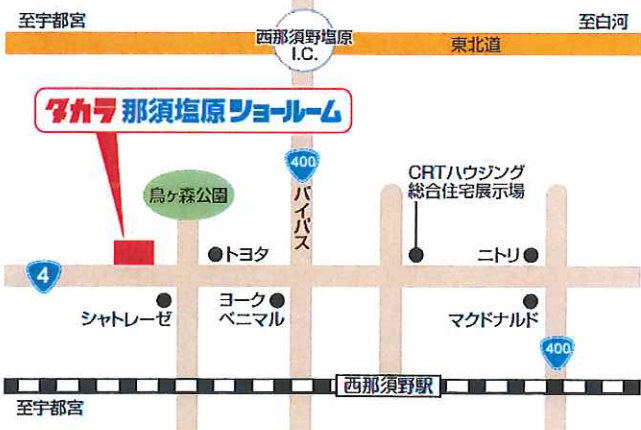 至宇都宮
西那須野塩原
I.C.
至白河
東北道
タカラ 那須塩原 ショールーム
400
バイパス
CRTハウジング
総合住宅展示場
烏ヶ森公園
トヨタ
ニトリ
4
シャトレーゼ
ヨーク
ベニマル
マクドナルド
400
西那須野駅
至宇都宮